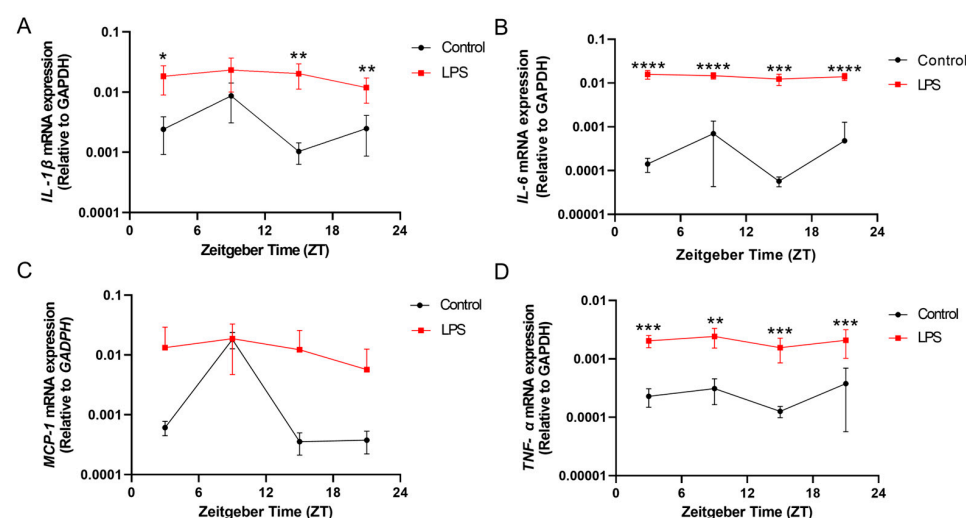 A
IL-1β mRNA expression
(Relative to GAPDH)
0.1
0.01
0.001
0.0001
*
**
**
Control
LPS
0 6 12 18 24
Zeitgeber Time (ZT)
B
IL-6 mRNA expression
(Relative to GAPDH)
0.1
0.01
0.001
0.0001
0.00001
****
****
***
****
Control
LPS
0 6 12 18 24
Zeitgeber Time (ZT)
C
MCP-1 mRNA expression
(Relative to GADPH)
0.1
0.01
0.001
0.0001
Control
LPS
0 6 12 18 24
Zeitgeber Time (ZT)
D
TNF- α mRNA expression
(Relative to GAPDH)
0.01
0.001
0.0001
0.00001
***
**
***
***
Control
LPS
0 6 12 18 24
Zeitgeber Time (ZT)